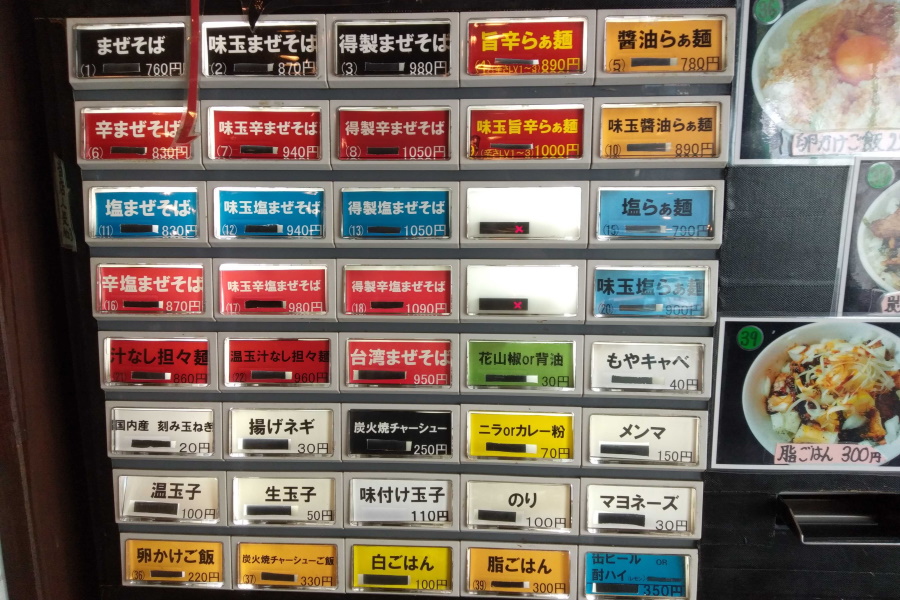 まぜそば
(1) 760円
味玉まぜそば
(2) 870円
得製まぜそば
(3) 980円
旨辛らぁ麺
(4) (辛さLV1~3) 890円
醤油らぁ麺
(5) 780円
辛まぜそば
(6) 830円
味玉辛まぜそば
(7) 940円
得製辛まぜそば
(8) 1050円
味玉旨辛らぁ麺
(辛さLV1~3) 1000円
味玉醤油らぁ麺
(10) 890円
塩まぜそば
(11) 830円
味玉塩まぜそば
(12) 940円
得製塩まぜそば
(13) 1050円
塩らぁ麺
(15) 790円
辛塩まぜそば
(16) 870円
味玉辛塩まぜそば
(17) 980円
得製辛塩まぜそば
(18) 1090円
味玉塩らぁ麺
(20) 900円
汁なし担々麺
860円
温玉汁なし担々麺
960円
台湾まぜそば
950円
花山椒or背油
30円
もやキャベ
40円
国内産 刻み玉ねぎ
20円
揚げネギ
30円
炭火焼チャーシュー
250円
ニラorカレー粉
70円
メンマ
150円
温玉子
100円
生玉子
50円
味付け玉子
110円
のり
100円
マヨネーズ
30円
卵かけご飯
(36) 220円
炭火焼チャーシューご飯
(37) 330円
白ごはん
100円
脂ごはん
(39) 300円
缶ビール OR
酎ハイ
350円
卵かけご飯
39
脂ごはん 300円